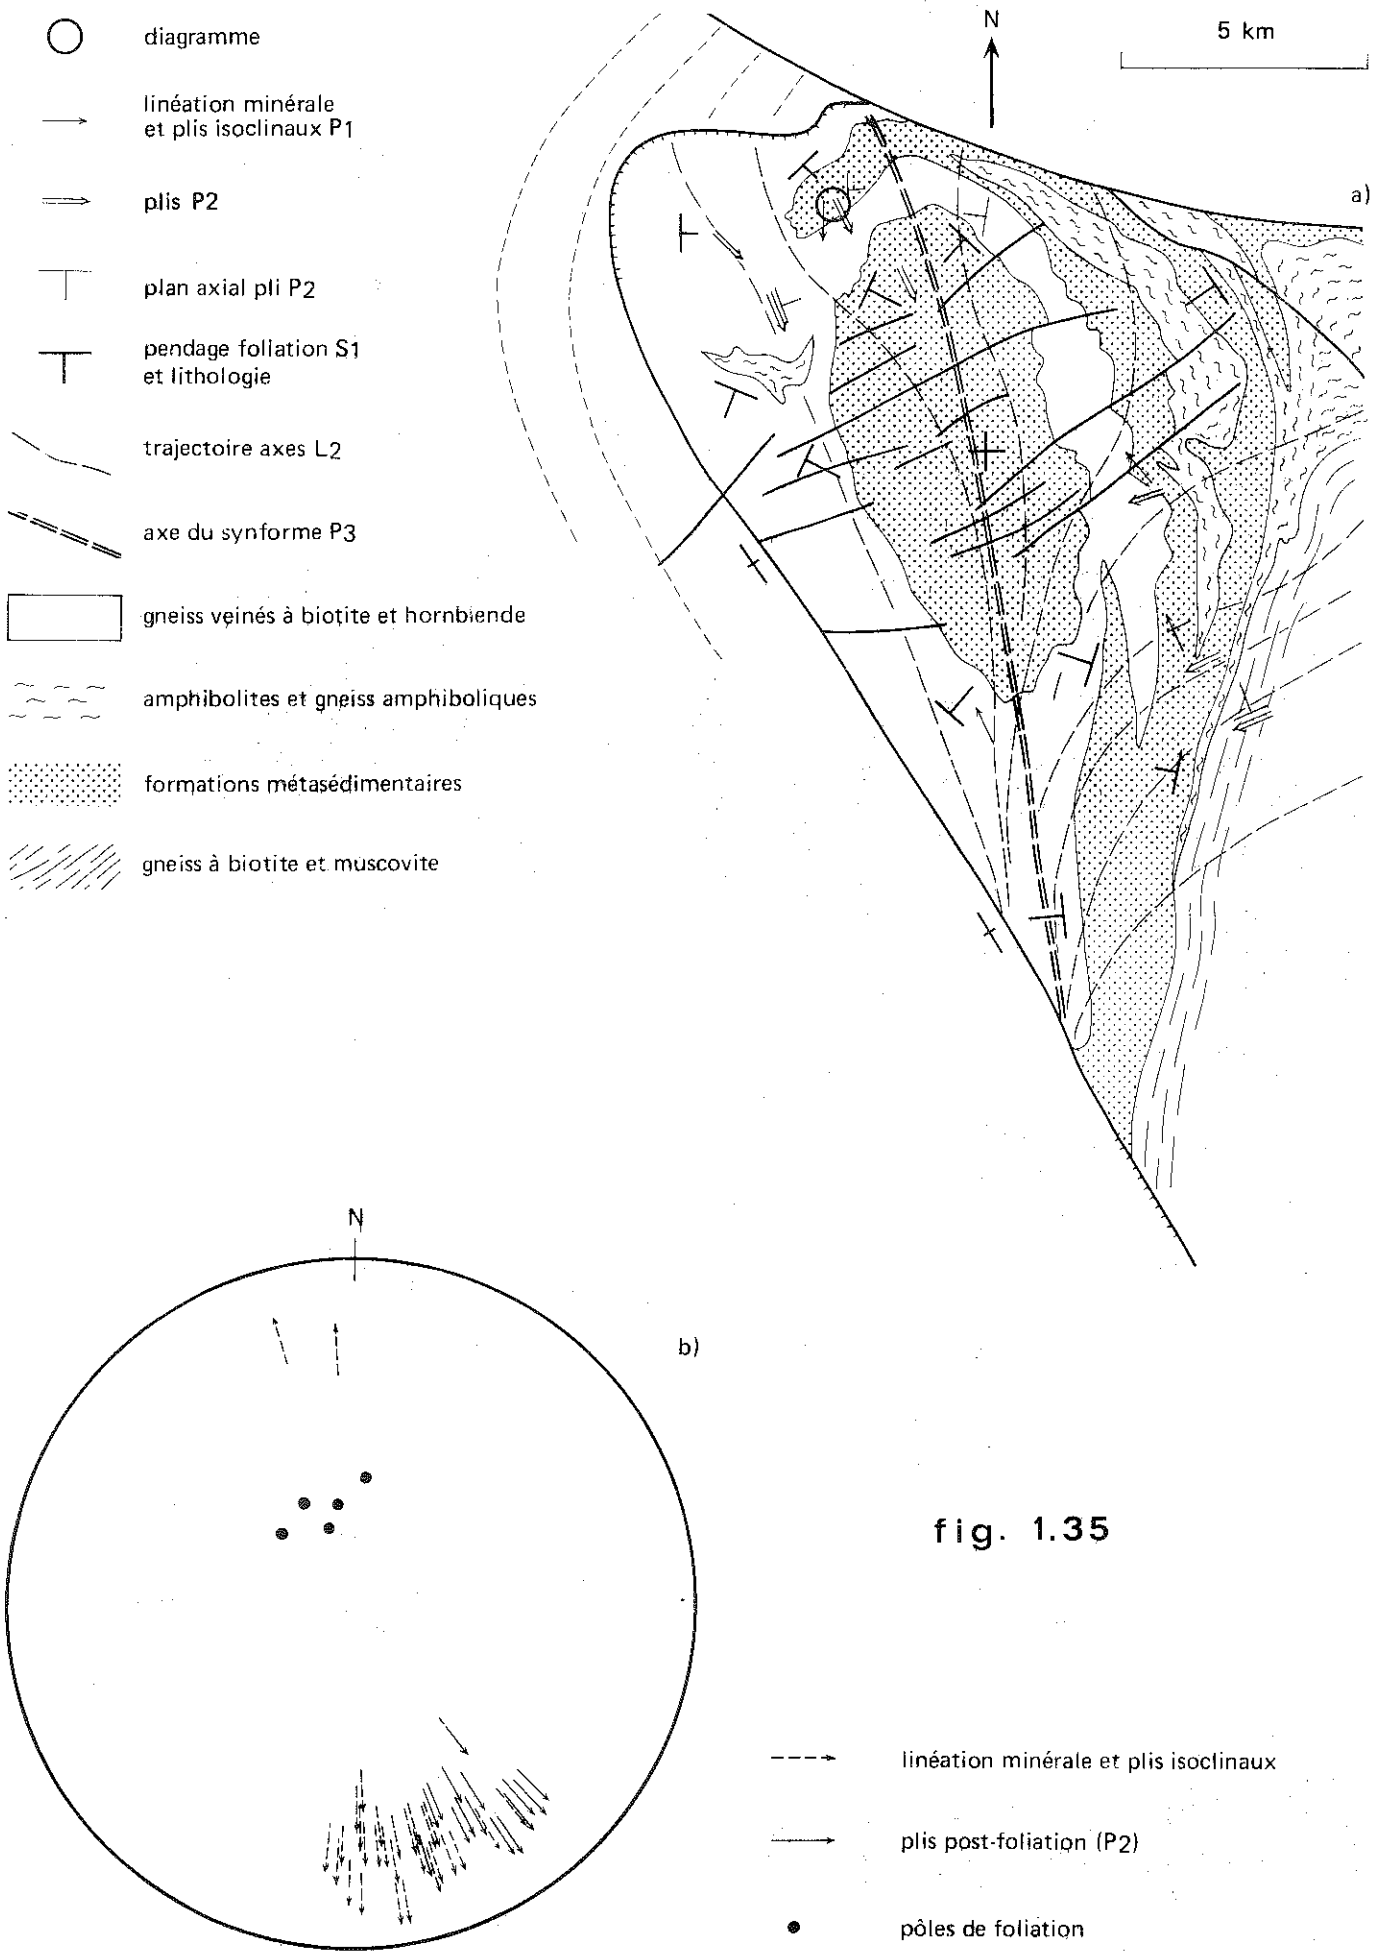 diagramme
linéation minérale
et plis isoclinaux P1
plis P2
plan axial pli P2
pendage foliation S1
et lithologie
trajectoire axes L2
axe du synforme P3
gneiss veinés à biotite et hornblende
amphibolites et gneiss amphiboliques
formations métasédimentaires
gneiss à biotite et muscovite
N
5 km
a)
N
b)
fig. 1.35
linéation minérale et plis isoclinaux
plis post-foliation (P2)
pôles de foliation